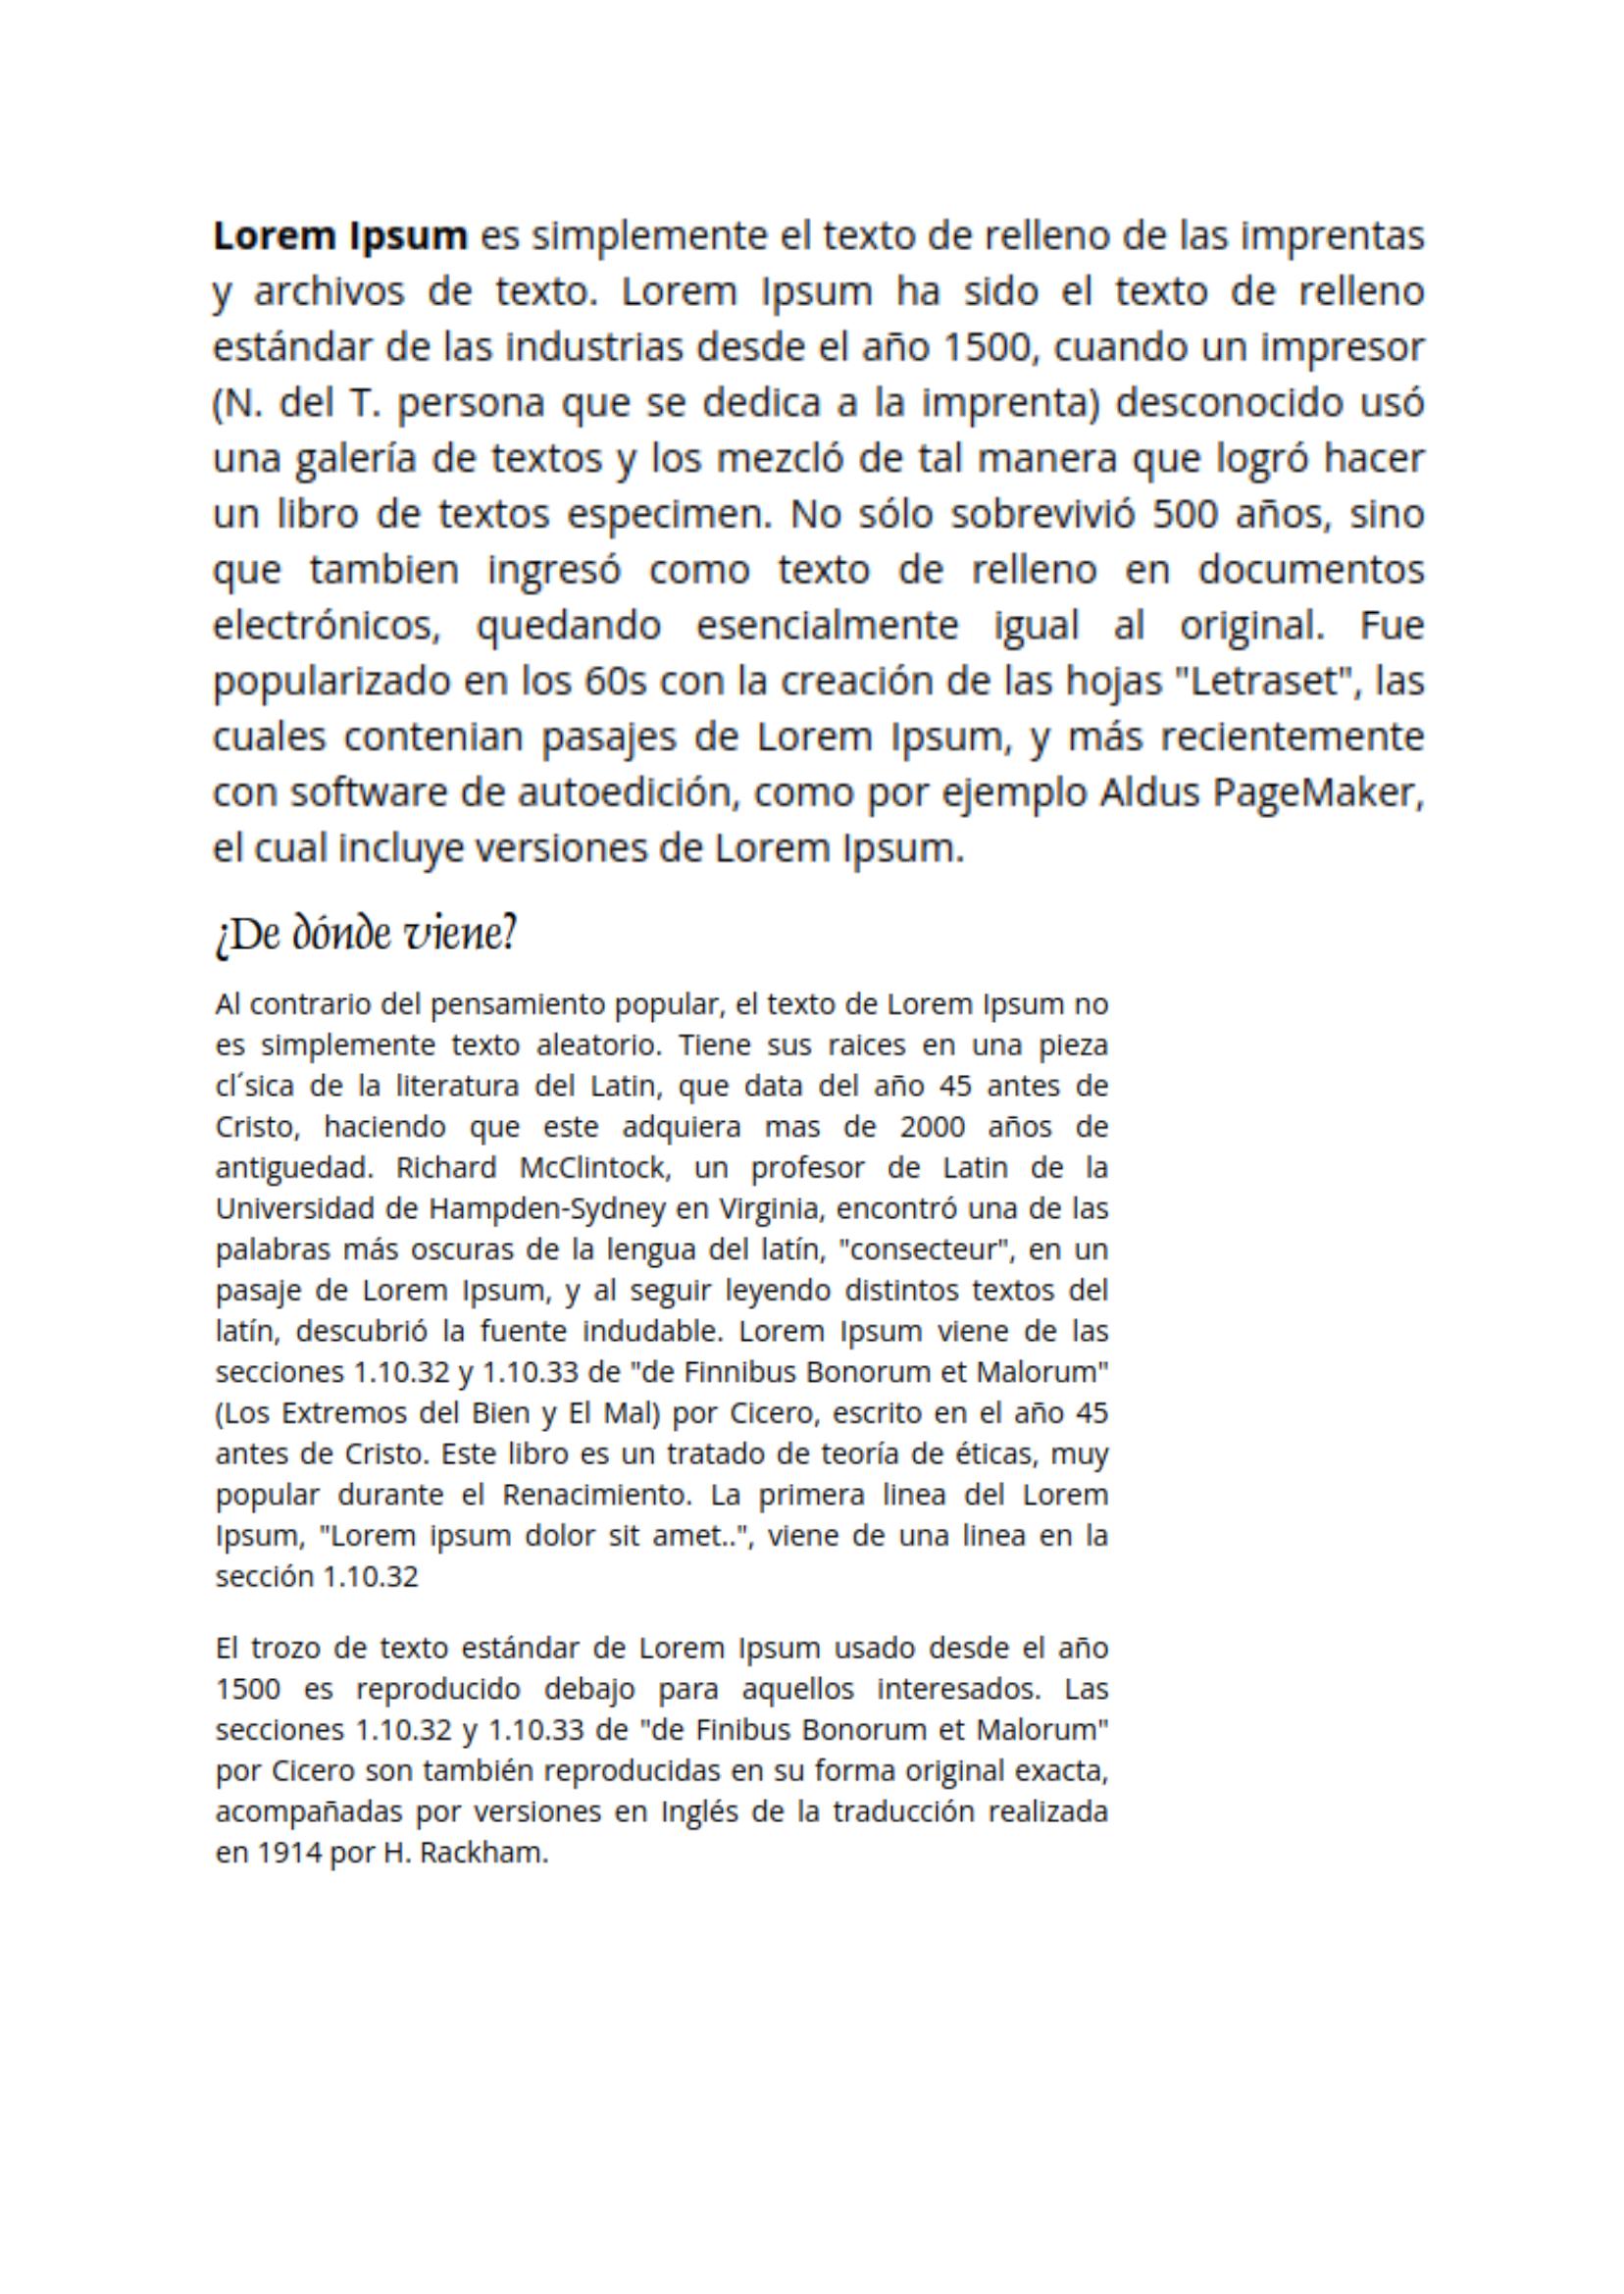 Lorem Ipsum es simplemente el texto de relleno de las imprentas
y archivos de texto. Lorem Ipsum ha sido el texto de relleno
estándar de las industrias desde el año 1500, cuando un impresor
(N. del T. persona que se dedica a la imprenta) desconocido usó
una galería de textos y los mezcló de tal manera que logró hacer
un libro de textos especimen. No sólo sobrevivió 500 años, sino
que tambien ingresó como texto de relleno en documentos
electrónicos, quedando esencialmente igual al original. Fue
popularizado en los 60s con la creación de las hojas "Letraset", las
cuales contenian pasajes de Lorem Ipsum, y más recientemente
con software de autoedición, como por ejemplo Aldus PageMaker,
el cual incluye versiones de Lorem Ipsum.
¿De dónde viene?
Al contrario del pensamiento popular, el texto de Lorem Ipsum no
es simplemente texto aleatorio. Tiene sus raices en una pieza
cl´sica de la literatura del Latin, que data del año 45 antes de
Cristo, haciendo que este adquiera mas de 2000 años de
antiguedad. Richard McClintock, un profesor de Latin de la
Universidad de Hampden-Sydney en Virginia, encontró una de las
palabras más oscuras de la lengua del latín, "consecteur", en un
pasaje de Lorem Ipsum, y al seguir leyendo distintos textos del
latín, descubrió la fuente indudable. Lorem Ipsum viene de las
secciones 1.10.32 y 1.10.33 de "de Finnibus Bonorum et Malorum"
(Los Extremos del Bien y El Mal) por Cicero, escrito en el año 45
antes de Cristo. Este libro es un tratado de teoría de éticas, muy
popular durante el Renacimiento. La primera linea del Lorem
Ipsum, "Lorem ipsum dolor sit amet..", viene de una linea en la
sección 1.10.32
El trozo de texto estándar de Lorem Ipsum usado desde el año
1500 es reproducido debajo para aquellos interesados. Las
secciones 1.10.32 y 1.10.33 de "de Finibus Bonorum et Malorum"
por Cicero son también reproducidas en su forma original exacta,
acompañadas por versiones en Inglés de la traducción realizada
en 1914 por H. Rackham.